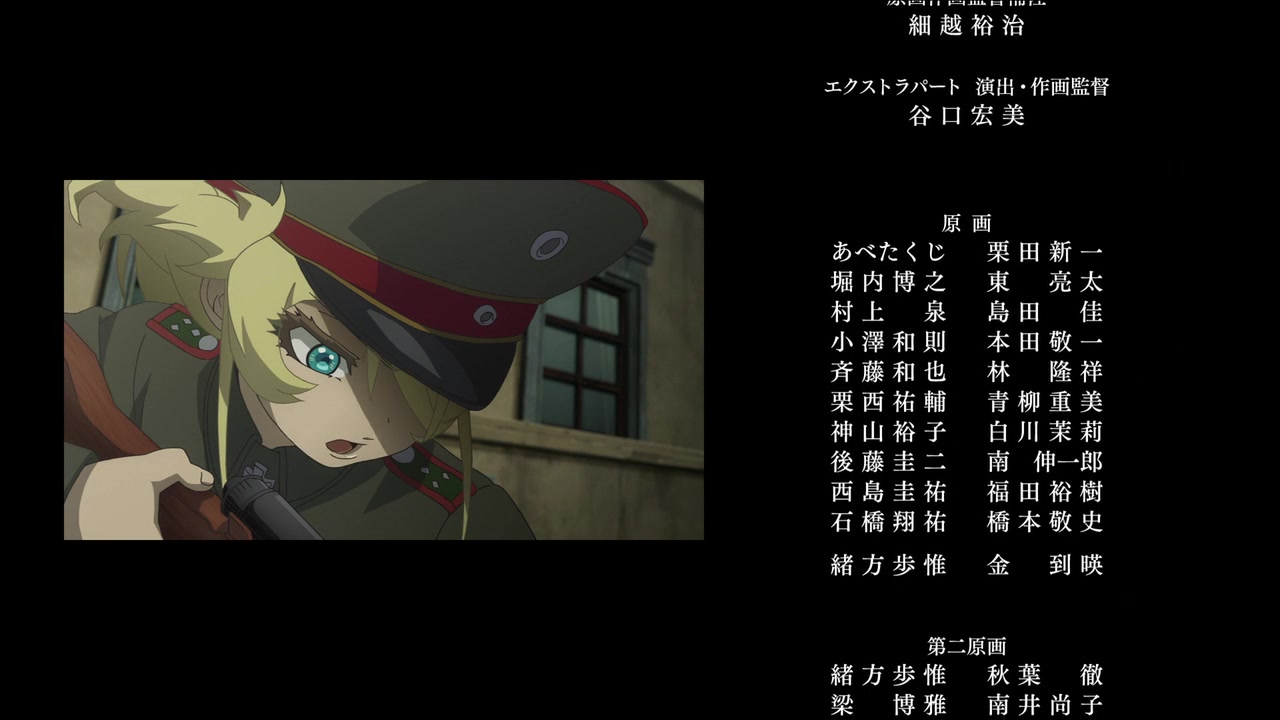 細越裕治
エクストラパート 演出・作画監督
谷口宏美
原画
あべたくじ 栗田新一
堀内博之 東亮太
村上泉 島田佳
小澤和則 本田敬一
斉藤和也 林隆祥
栗西祐輔 青柳重美
神山裕子 白川茉莉
後藤圭二 南伸一郎
西島圭祐 福田裕樹
石橋翔祐 橋本敬史
緒方歩惟 金到暎
第二原画
緒方歩惟 秋葉徹
梁博雅 南井尚子